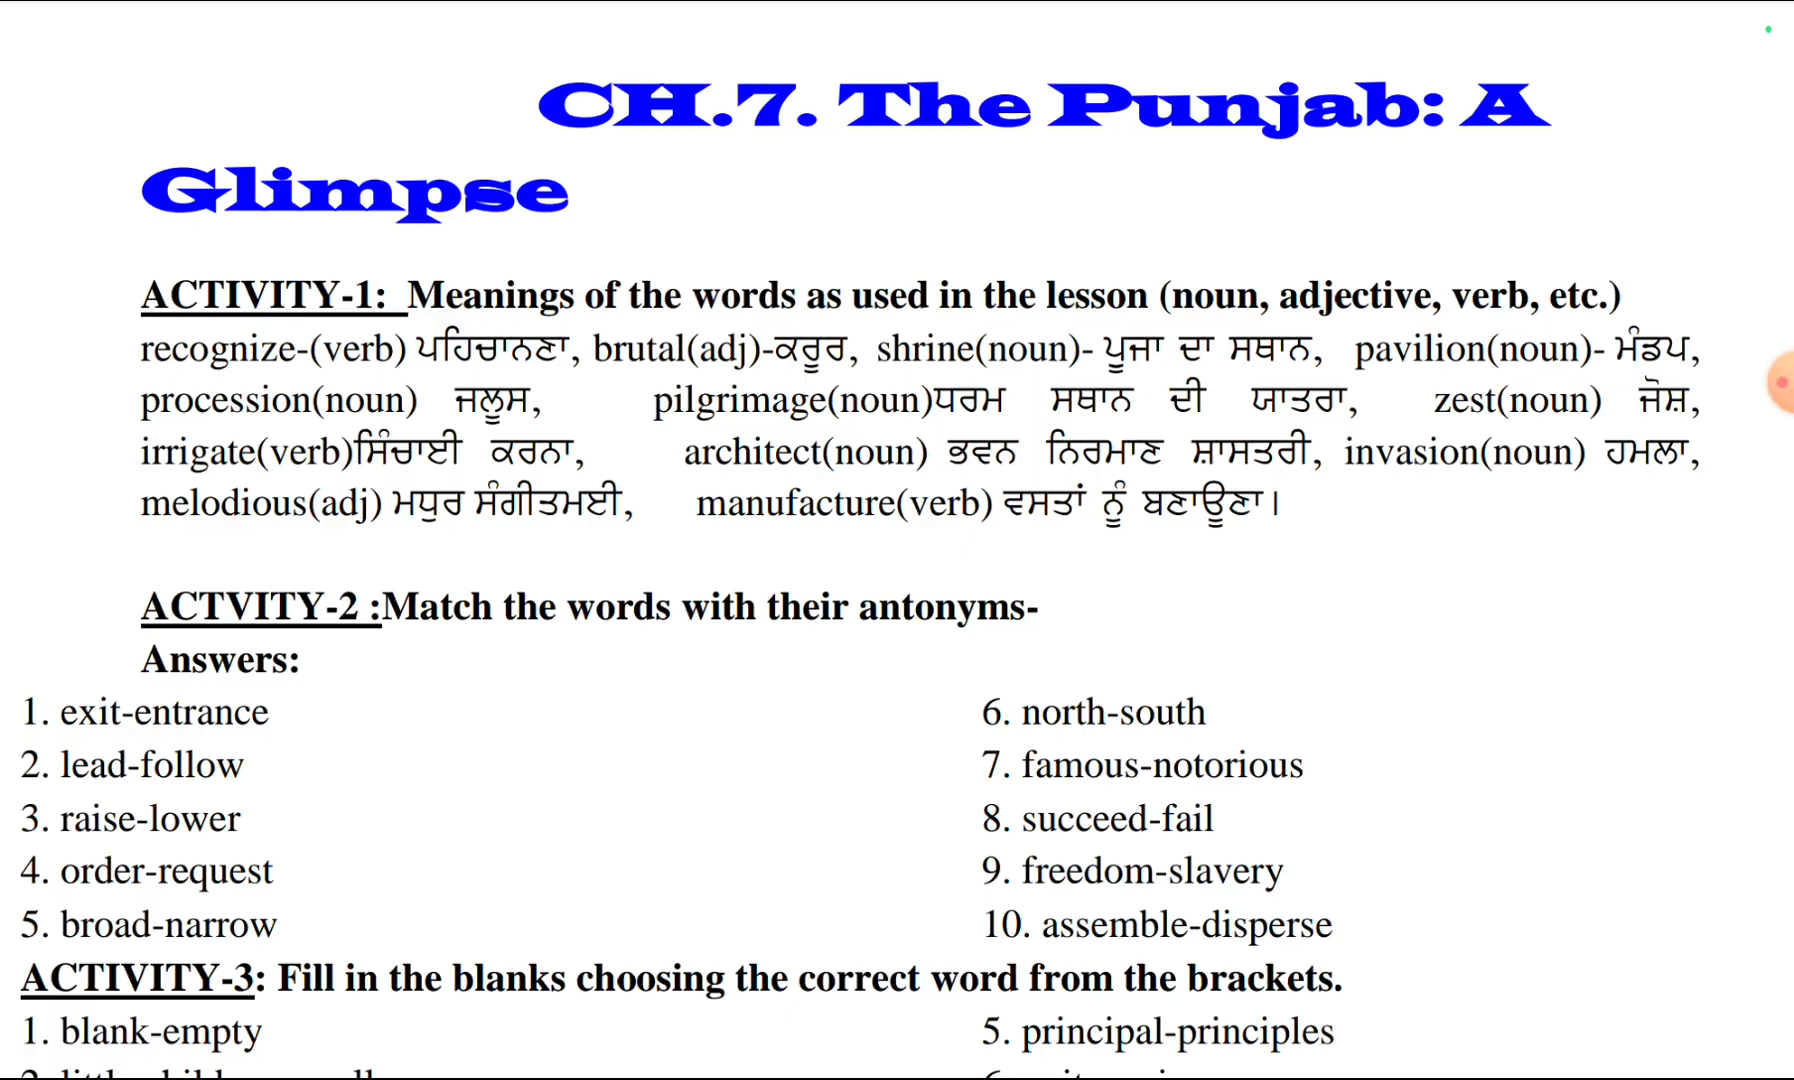 CH.7. The Punjab: A
Glimpse
ACTIVITY-1: Meanings of the words as used in the lesson (noun, adjective, verb, etc.)
recognize-(verb) ਪਹਿਚਾਨਣਾ, brutal(adj)-ਕਰੂਰ, shrine(noun)- ਪੂਜਾ ਦਾ ਸਥਾਨ, pavilion(noun)- ਮੰਡਪ,
procession(noun) ਜਲੂਸ, pilgrimage(noun)ਧਰਮ ਸਥਾਨ ਦੀ ਯਾਤਰਾ, zest(noun) ਜੋਸ਼,
irrigate(verb)ਸਿੰਚਾਈ ਕਰਨਾ, architect(noun) ਭਵਨ ਨਿਰਮਾਣ ਸ਼ਾਸਤਰੀ, invasion(noun) ਹਮਲਾ,
melodious(adj) ਮਧੁਰ ਸੰਗੀਤਮਈ, manufacture(verb) ਵਸਤਾਂ ਨੂੰ ਬਣਾਊਣਾ।
ACTVITY-2 :Match the words with their antonyms-
Answers:
1. exit-entrance 6. north-south
2. lead-follow 7. famous-notorious
3. raise-lower 8. succeed-fail
4. order-request 9. freedom-slavery
5. broad-narrow 10. assemble-disperse
ACTIVITY-3: Fill in the blanks choosing the correct word from the brackets.
1. blank-empty 5. principal-principles